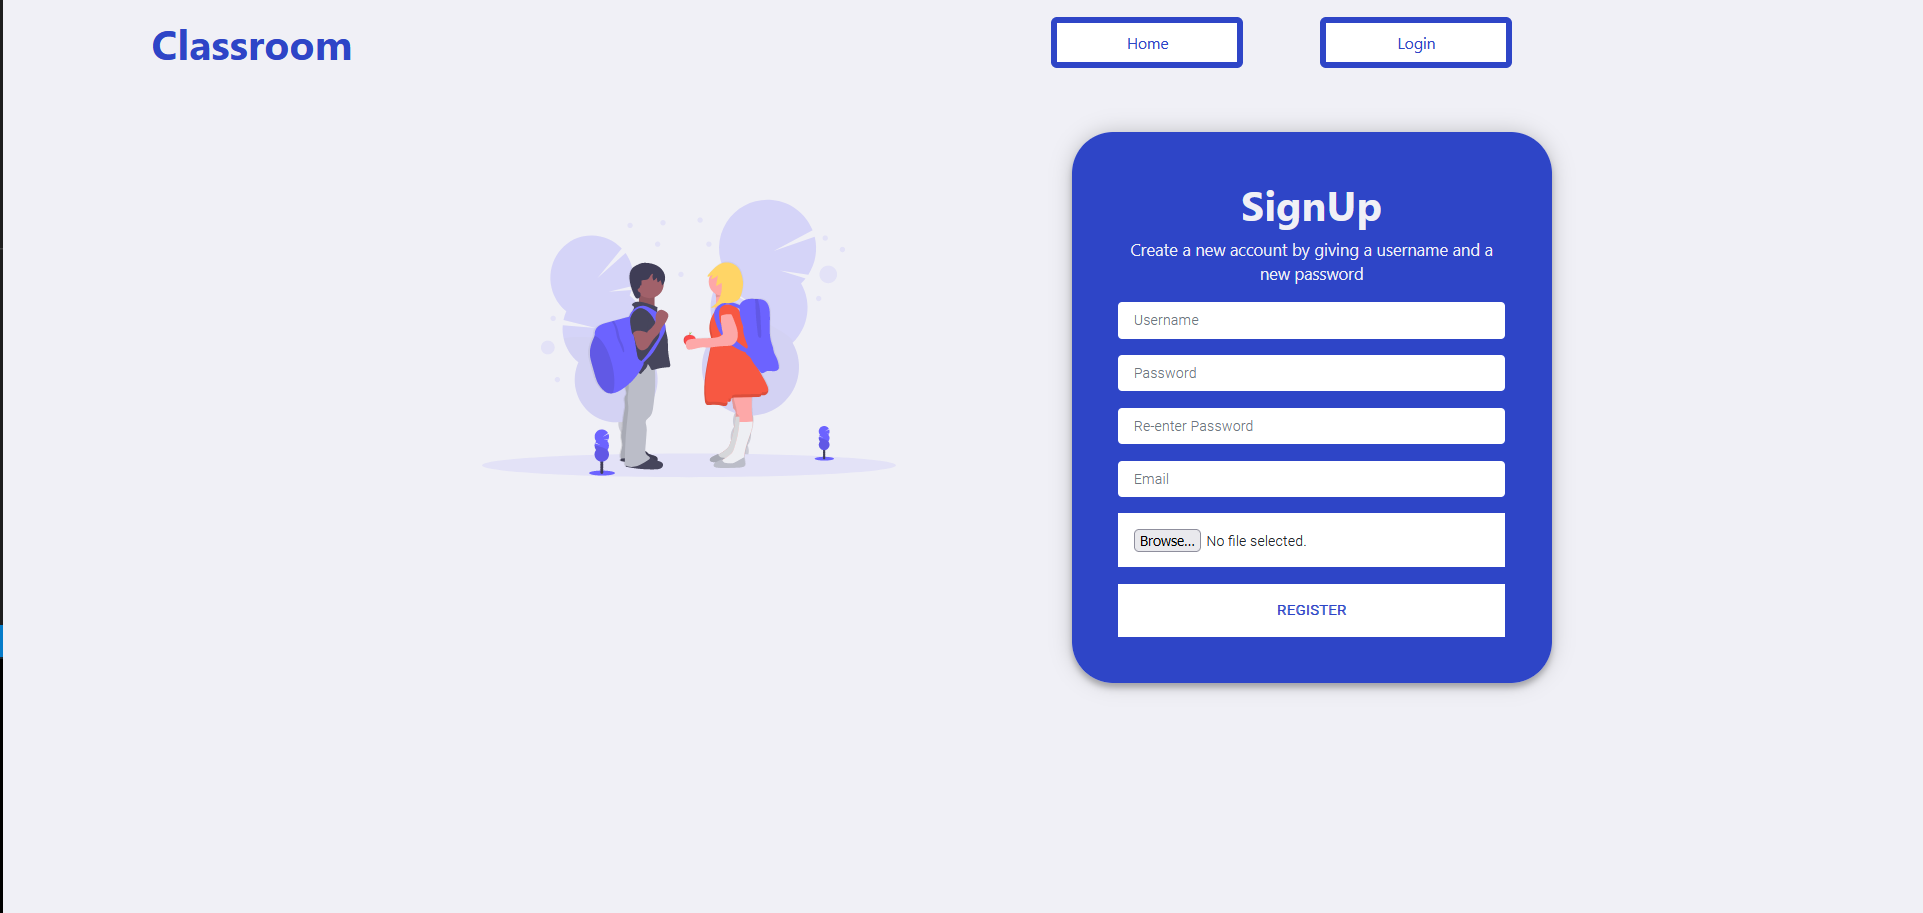 Classroom
Home
Login
SignUp
Create a new account by giving a username and a
new password
Username
Password
Re-enter Password
Email
Browse... No file selected.
REGISTER